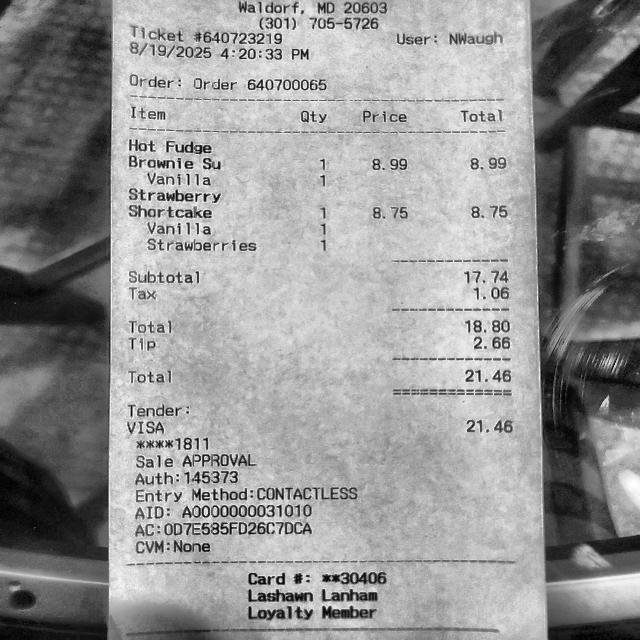 Waldorf, MD 20603
(301) 705-5726
Ticket #640723219 User: NWaugh
8/19/2025 4:20:33 PM
Order: Order 640700065
Item Qty Price Total
Hot Fudge
Brownie Su 1 8.99 8.99
Vanilla 1
Strawberry
Shortcake 1 8.75 8.75
Vanilla 1
Strawberries 1
Subtotal 17.74
Tax 1.06
Total 18.80
Tip 2.66
Total 21.46
Tender:
VISA 21.46
****1811
Sale APPROVAL
Auth:145373
Entry Method:CONTACTLESS
AID: A0000000031010
AC:0D7E585FD26C7DCA
CVM:None
Card #: **30406
Lashawn Lanham
Loyalty Member